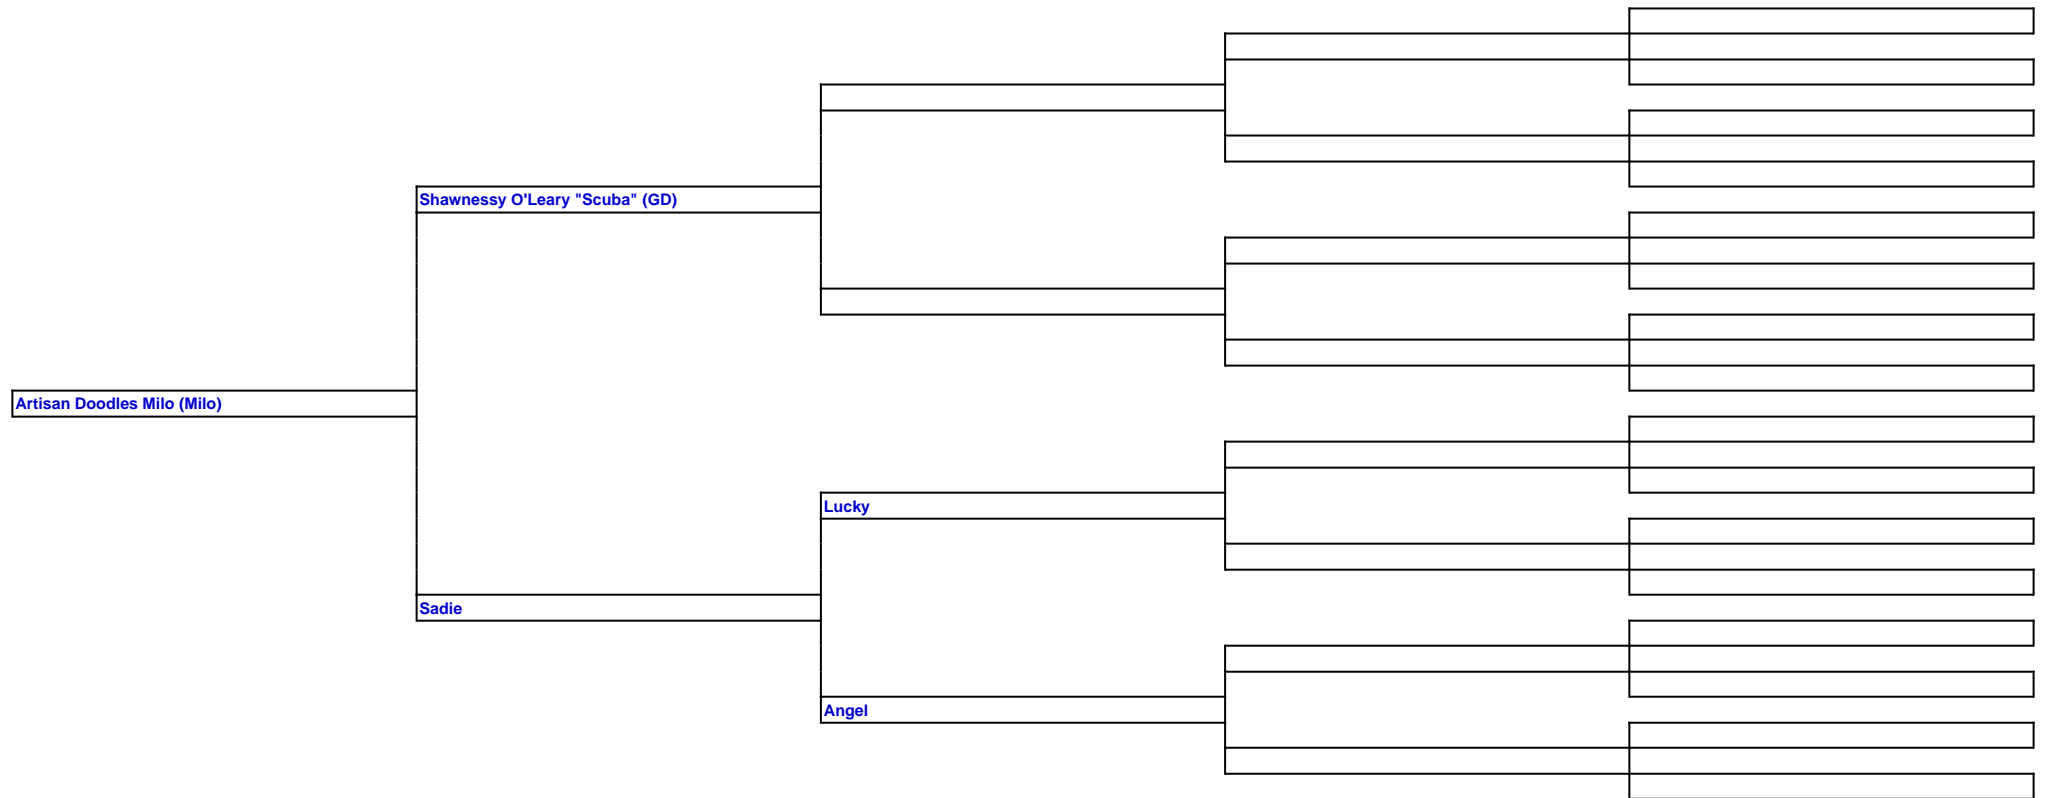 Shawnessy O'Leary "Scuba" (GD)
Artisan Doodles Milo (Milo)
Lucky
Sadie
Angel